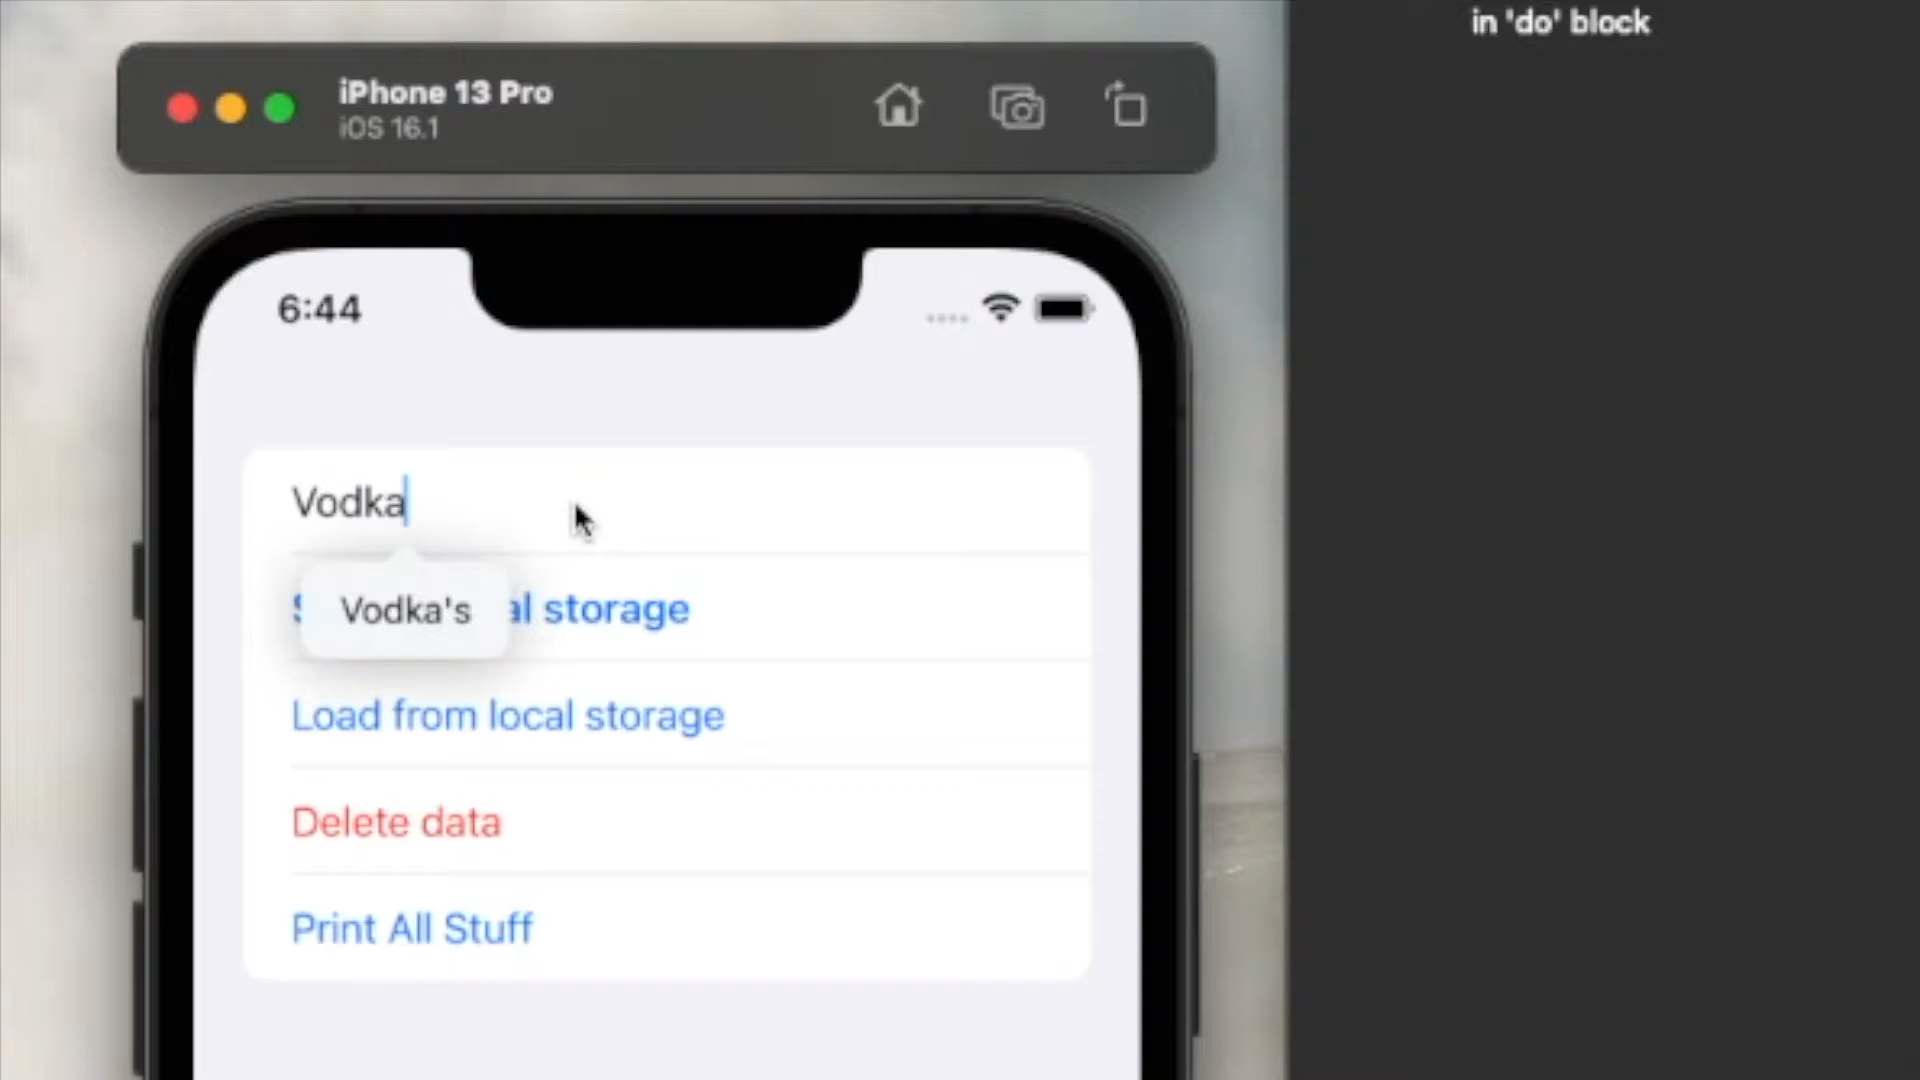 in 'do' block
iPhone 13 Pro
iOS 16.1
6:44
Vodka
Vodka's
al storage
Load from local storage
Delete data
Print All Stuff